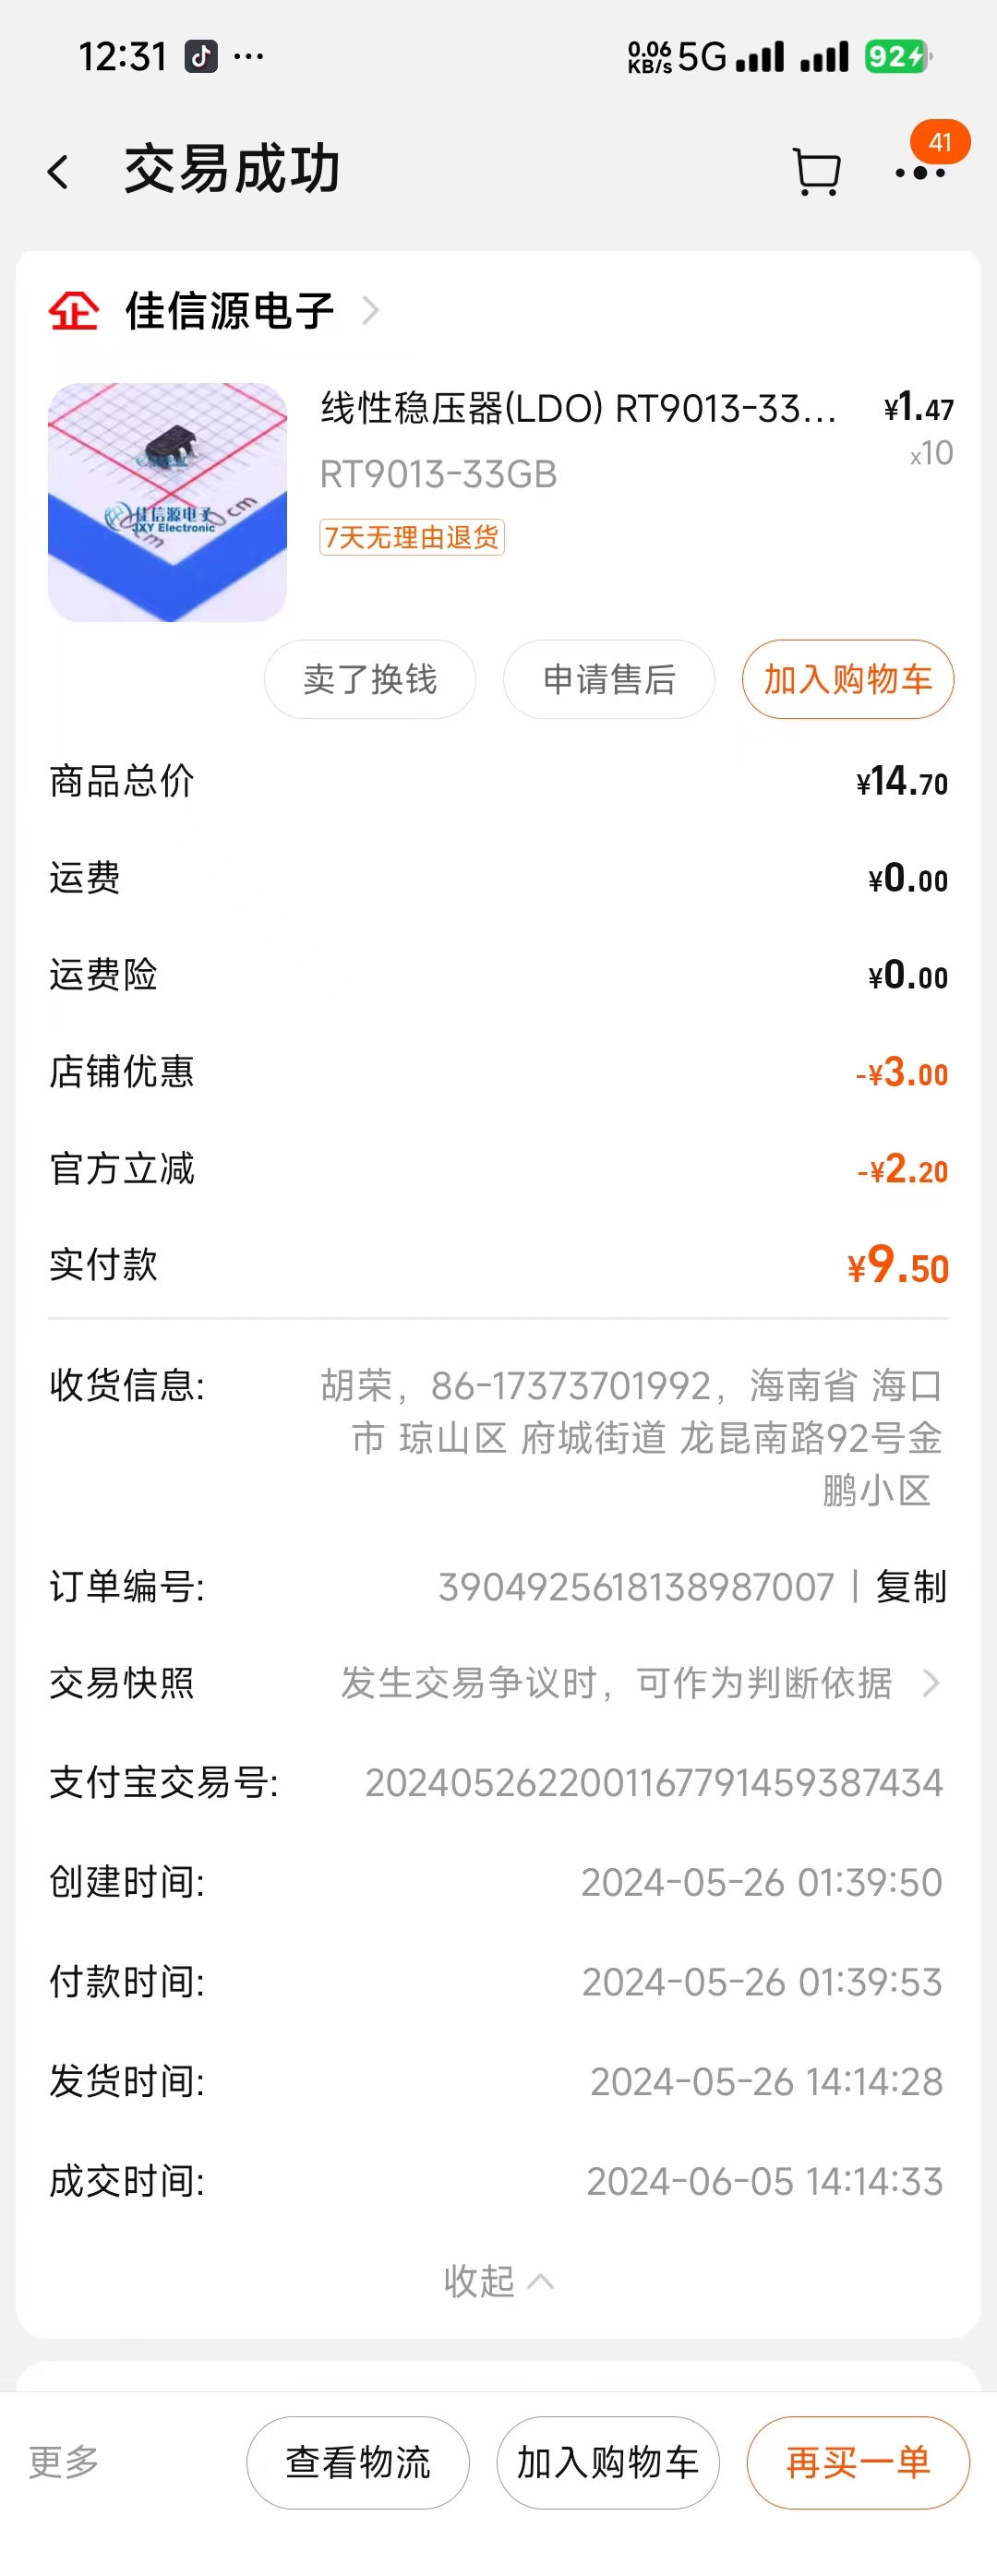 12:31 ...
0.06 KB/s 5G 92
交易成功
41
企 佳信源电子
线性稳压器(LDO) RT9013-33... ¥1.47
RT9013-33GB x10
7天无理由退货
佳信源电子
JXY Electronic
cm
cm
卖了换钱 申请售后 加入购物车
商品总价 ¥14.70
运费 ¥0.00
运费险 ¥0.00
店铺优惠 -¥3.00
官方立减 -¥2.20
实付款 ¥9.50
收货信息: 胡荣，86-17373701992，海南省 海口
市 琼山区 府城街道 龙昆南路92号金
鹏小区
订单编号: 3904925618138987007 | 复制
交易快照 发生交易争议时，可作为判断依据
支付宝交易号: 2024052622001167791459387434
创建时间: 2024-05-26 01:39:50
付款时间: 2024-05-26 01:39:53
发货时间: 2024-05-26 14:14:28
成交时间: 2024-06-05 14:14:33
收起
更多 查看物流 加入购物车 再买一单